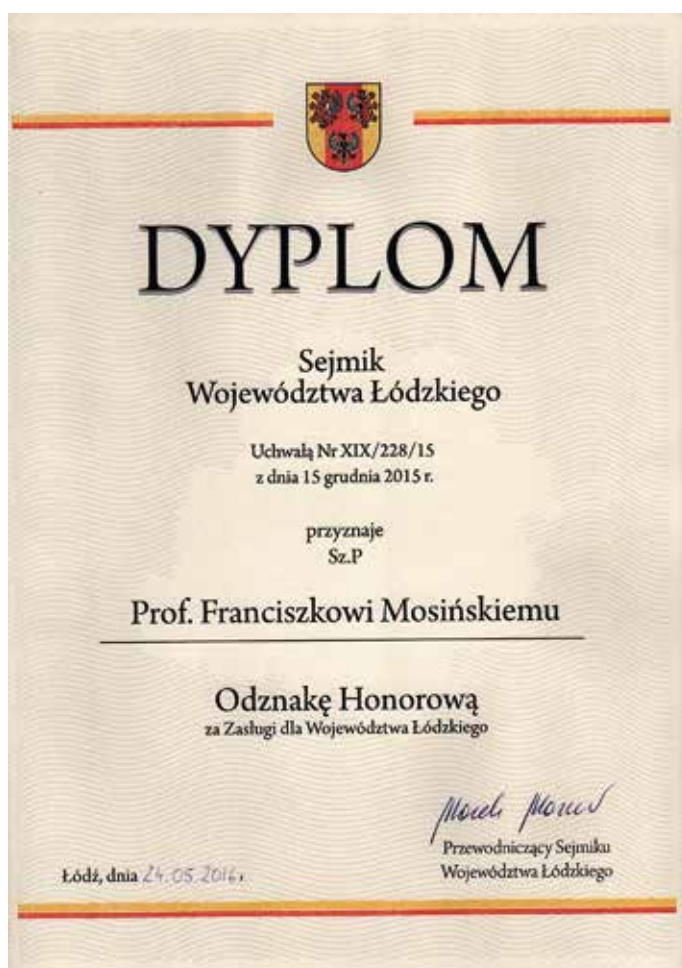 DYPLOM
Sejmik
Województwa Łódzkiego
Uchwałą Nr XIX/228/15
z dnia 15 grudnia 2015 r.
przyznaje
Sz.P
Prof. Franciszkowi Mosińskiemu
Odznakę Honorową
za Zasługi dla Województwa Łódzkiego
Marek
Przewodniczący Sejmiku
Województwa Łódzkiego
Łódź, dnia 24.05.2016 r.